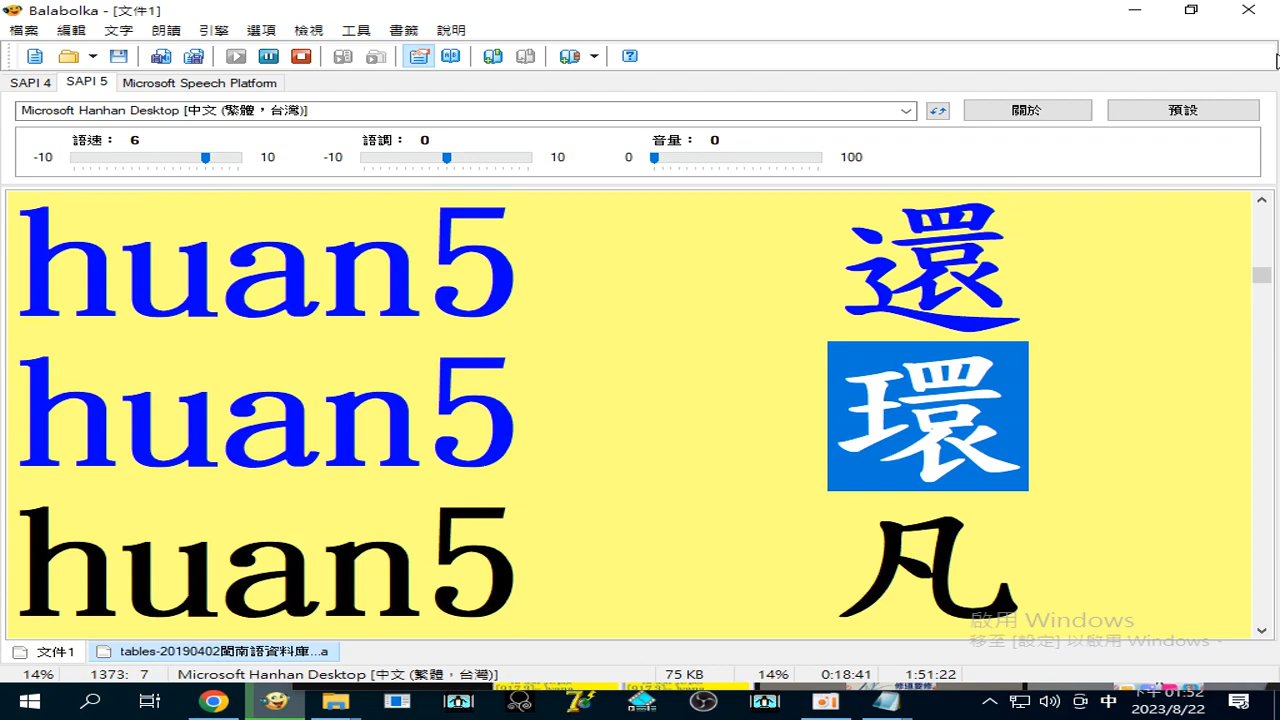 Balabolka - [文件1]
檔案 編輯 文字 朗讀 引擎 選項 檢視 工具 書籤 說明
SAPI 4 SAPI 5 Microsoft Speech Platform
Microsoft Hanhan Desktop [中文 (繁體，台灣)] 關於 預設
語速： 6 語調： 0 音量： 0
-10 10 -10 10 0 100
huan5 還
huan5 環
huan5 凡
啟用 Windows
移至 [設定] 以啟用 Windows。
文件1 tables-20190402閩南語資料庫...a
14% 1373: 7 Microsoft Hanhan Desktop [中文 (繁體，台灣)] 75 KB 14% 0:18:41 1:51:22
中 下午 01:52
2023/8/22